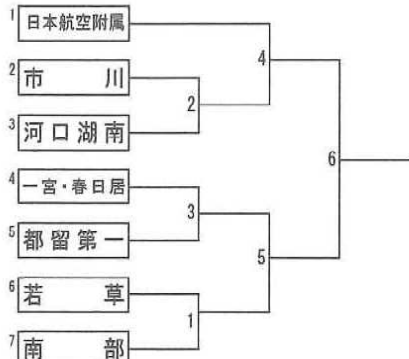 1 日本航空附属
2 市川
3 河口湖南
4 一宮・春日居
5 都留第一
6 若草
7 南部
4
2
6
3
5
1